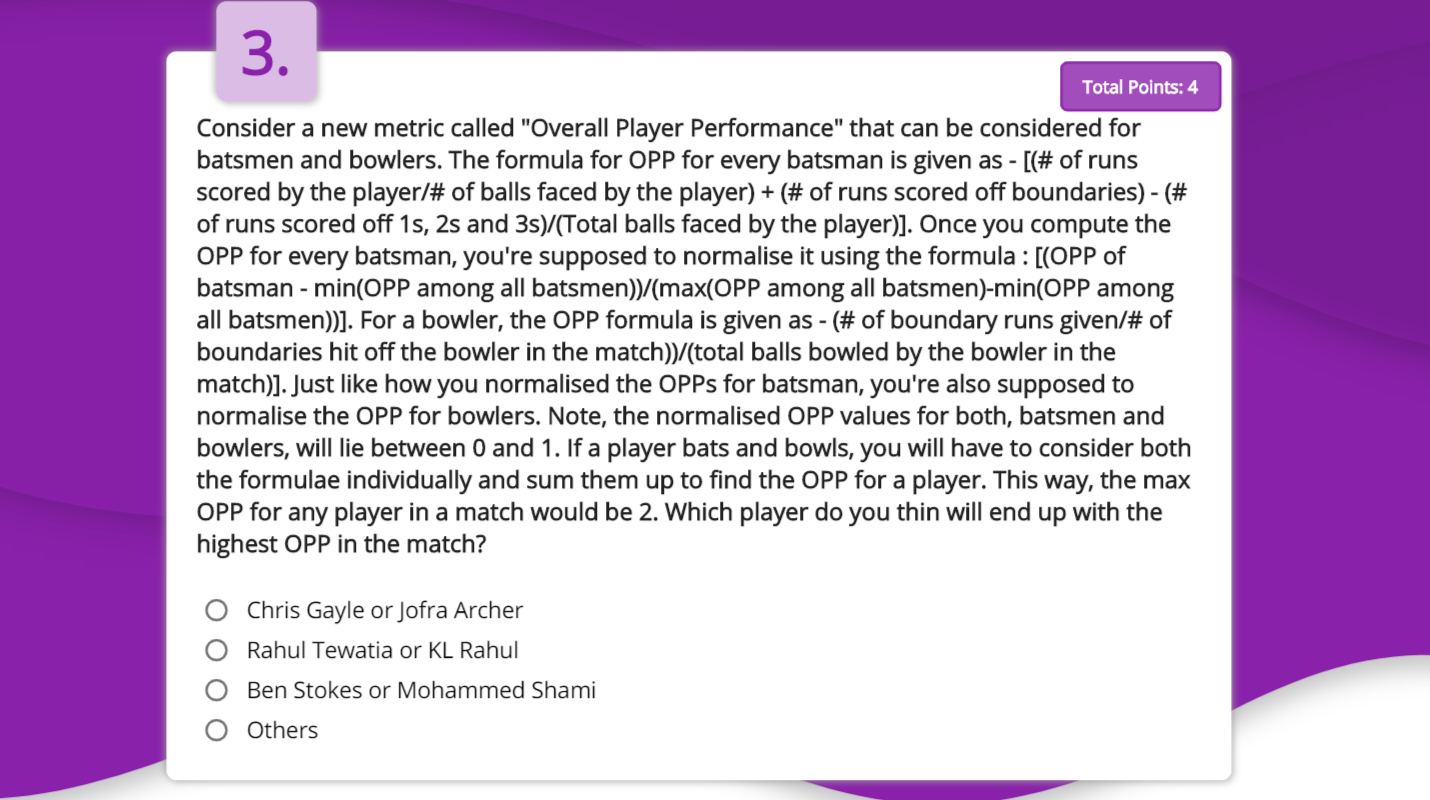 3.
Total Points: 4
Consider a new metric called "Overall Player Performance" that can be considered for
batsmen and bowlers. The formula for OPP for every batsman is given as - [(# of runs
scored by the player/# of balls faced by the player) + (# of runs scored off boundaries) - (#
of runs scored off 1s, 2s and 3s)/(Total balls faced by the player)]. Once you compute the
OPP for every batsman, you're supposed to normalise it using the formula : [(OPP of
batsman - min(OPP among all batsmen))/(max(OPP among all batsmen)-min(OPP among
all batsmen))]. For a bowler, the OPP formula is given as - (# of boundary runs given/# of
boundaries hit off the bowler in the match))/(total balls bowled by the bowler in the
match)]. Just like how you normalised the OPPs for batsman, you're also supposed to
normalise the OPP for bowlers. Note, the normalised OPP values for both, batsmen and
bowlers, will lie between 0 and 1. If a player bats and bowls, you will have to consider both
the formulae individually and sum them up to find the OPP for a player. This way, the max
OPP for any player in a match would be 2. Which player do you thin will end up with the
highest OPP in the match?
Chris Gayle or Jofra Archer
Rahul Tewatia or KL Rahul
Ben Stokes or Mohammed Shami
Others